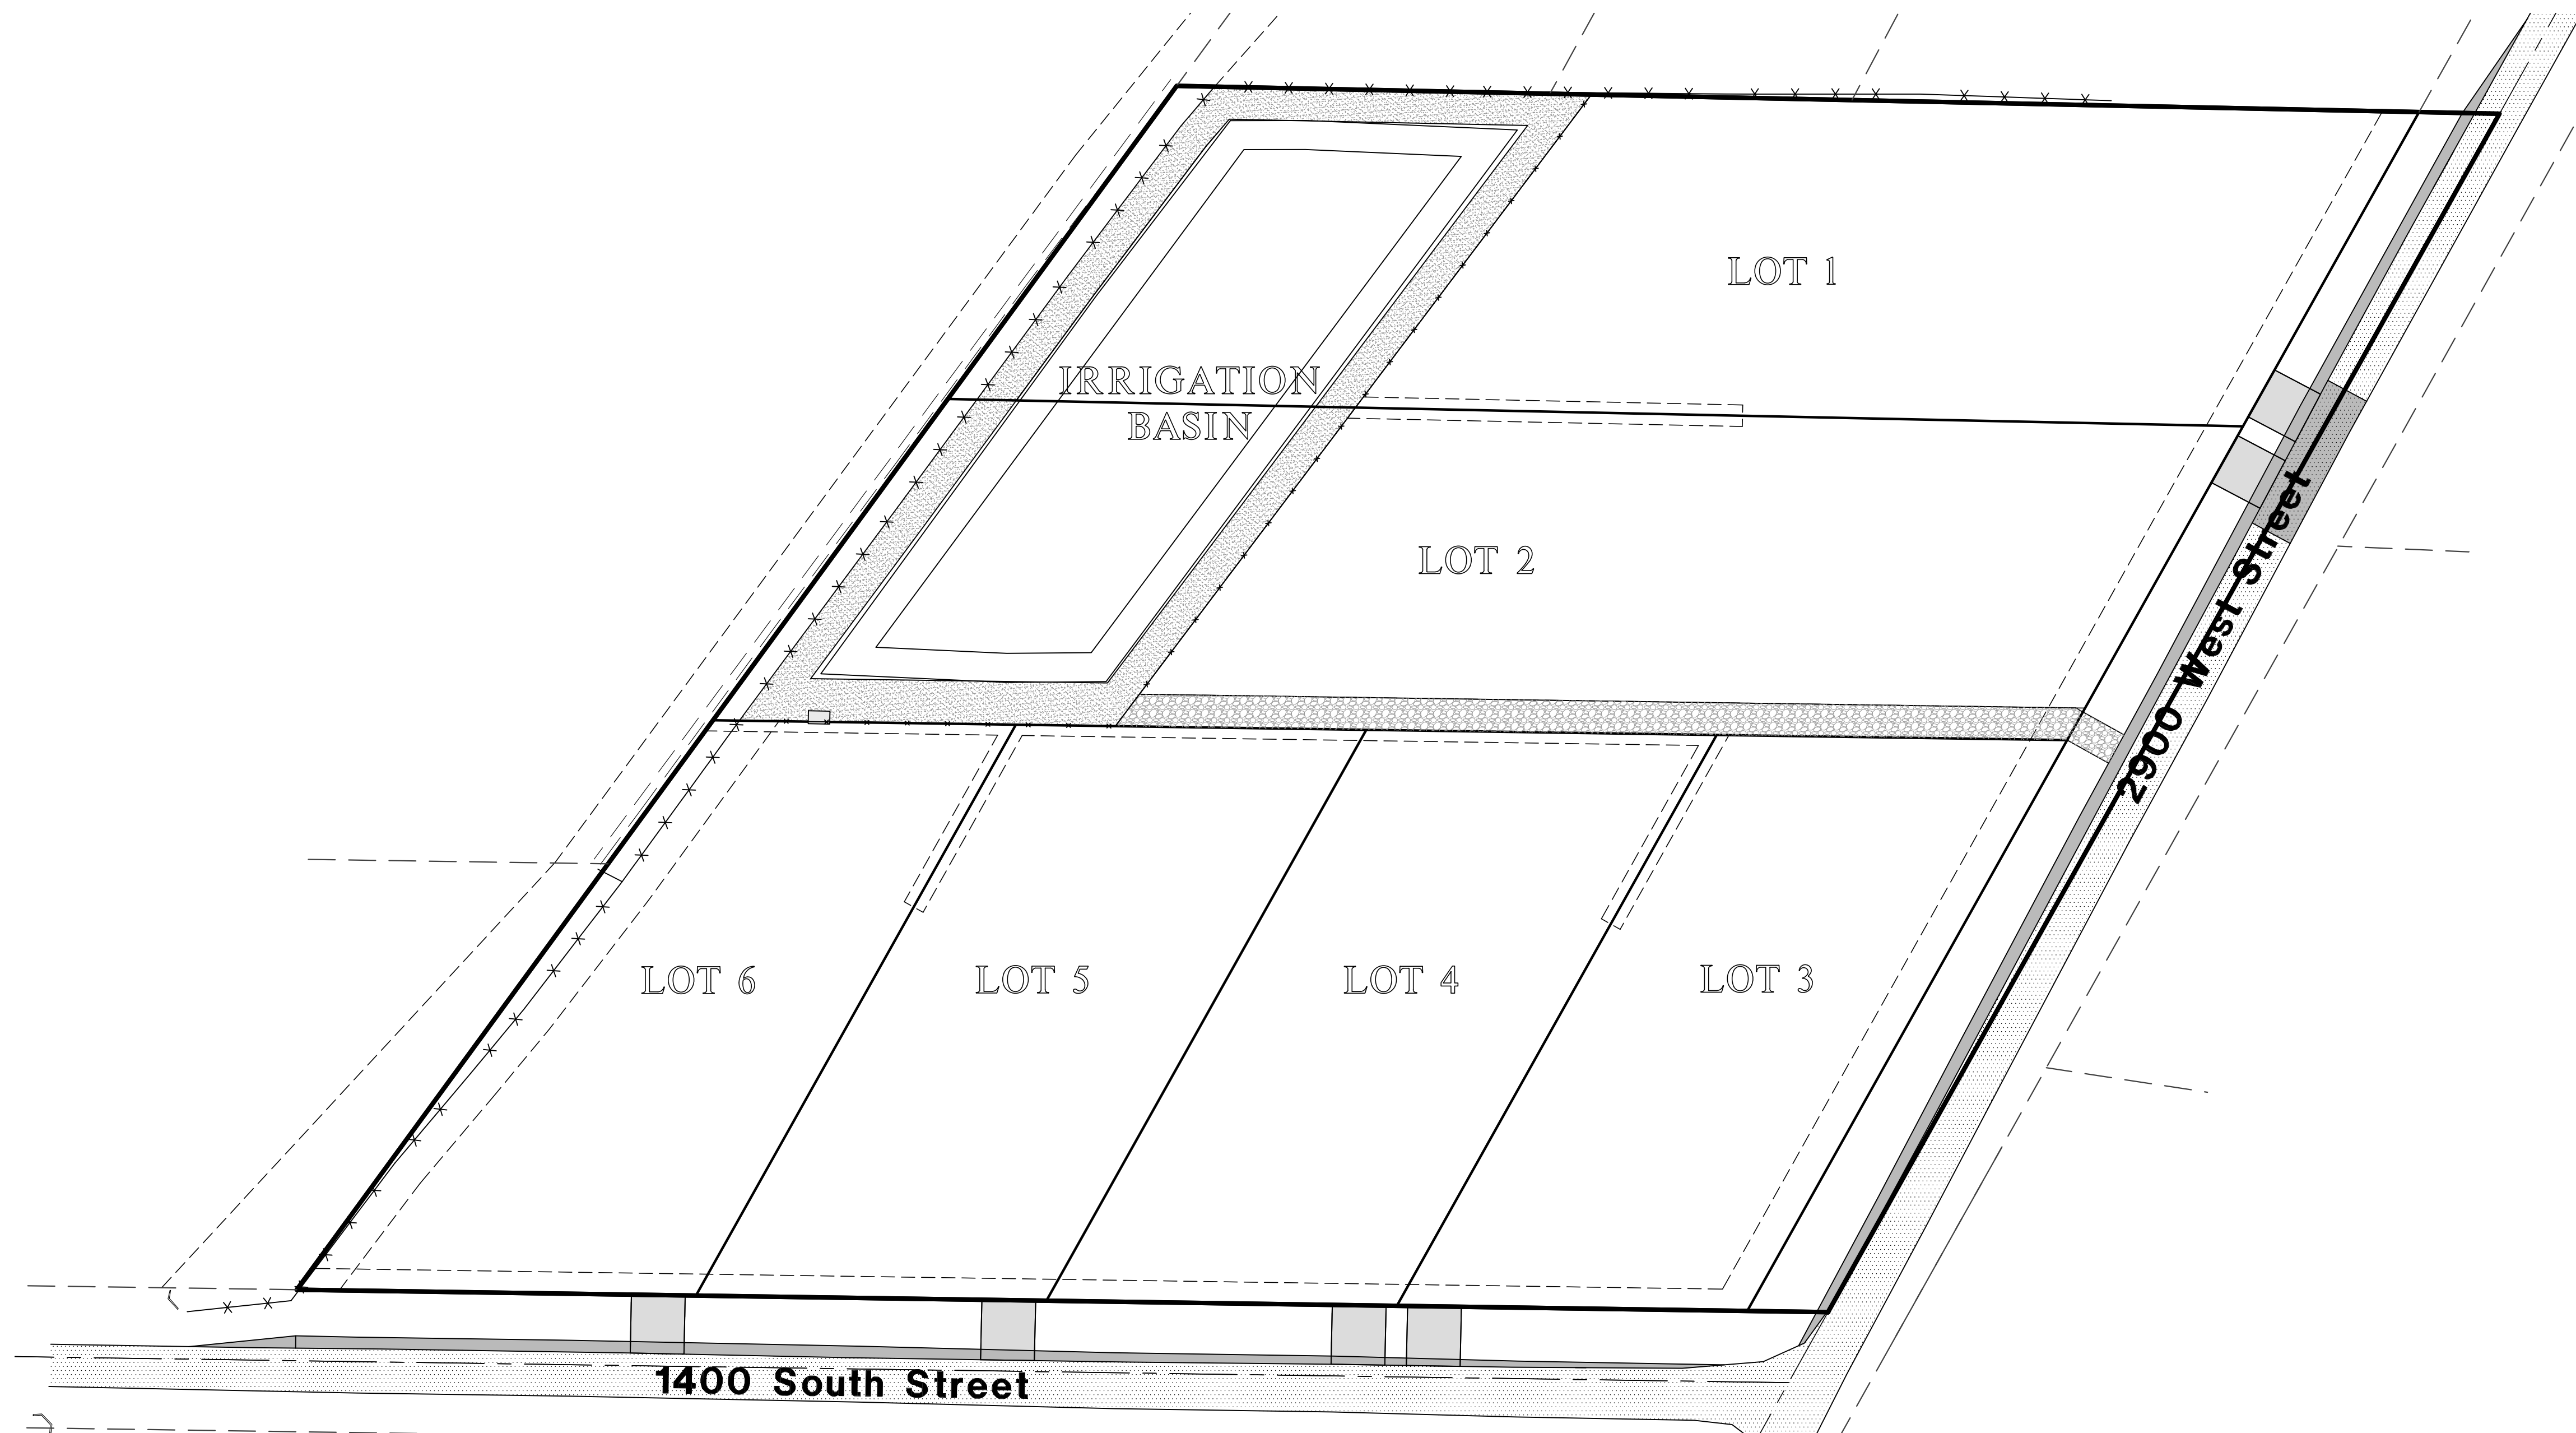 LOT 1
IRRIGATION
BASIN
LOT 2
2900 West Street
LOT 6
LOT 5
LOT 4
LOT 3
1400 South Street